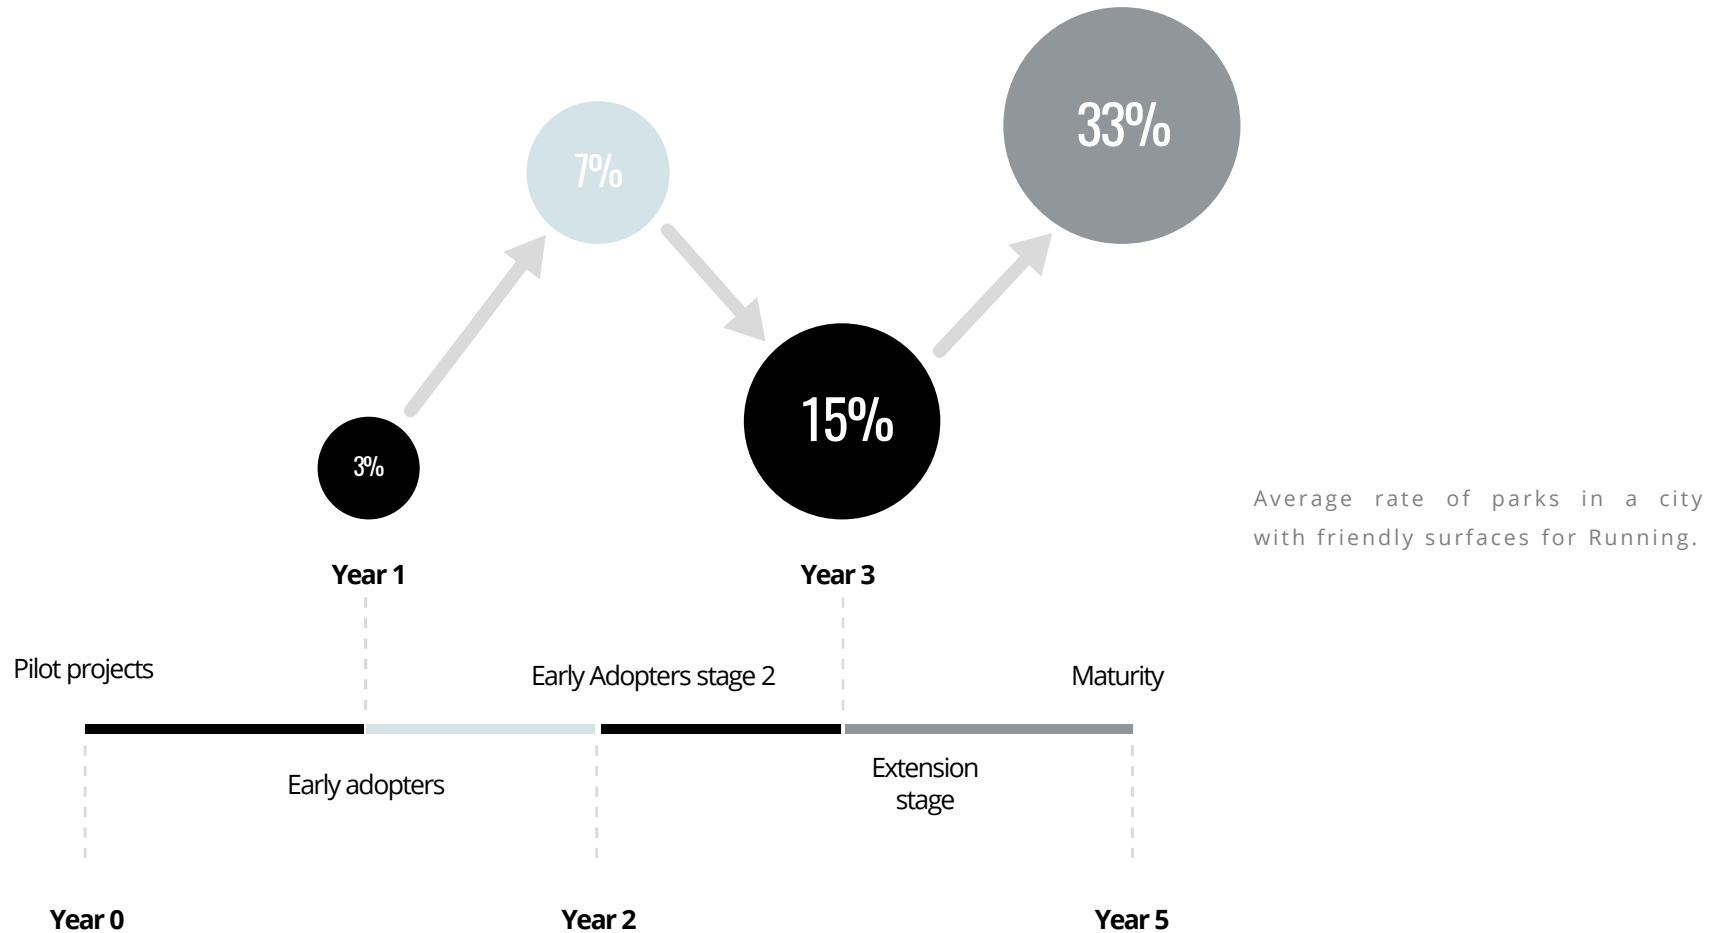 33%
7%
15%
3%
Average rate of parks in a city
with friendly surfaces for Running.
Year 1
Year 3
Pilot projects
Early Adopters stage 2
Maturity
Early adopters
Extension
stage
Year 0
Year 2
Year 5